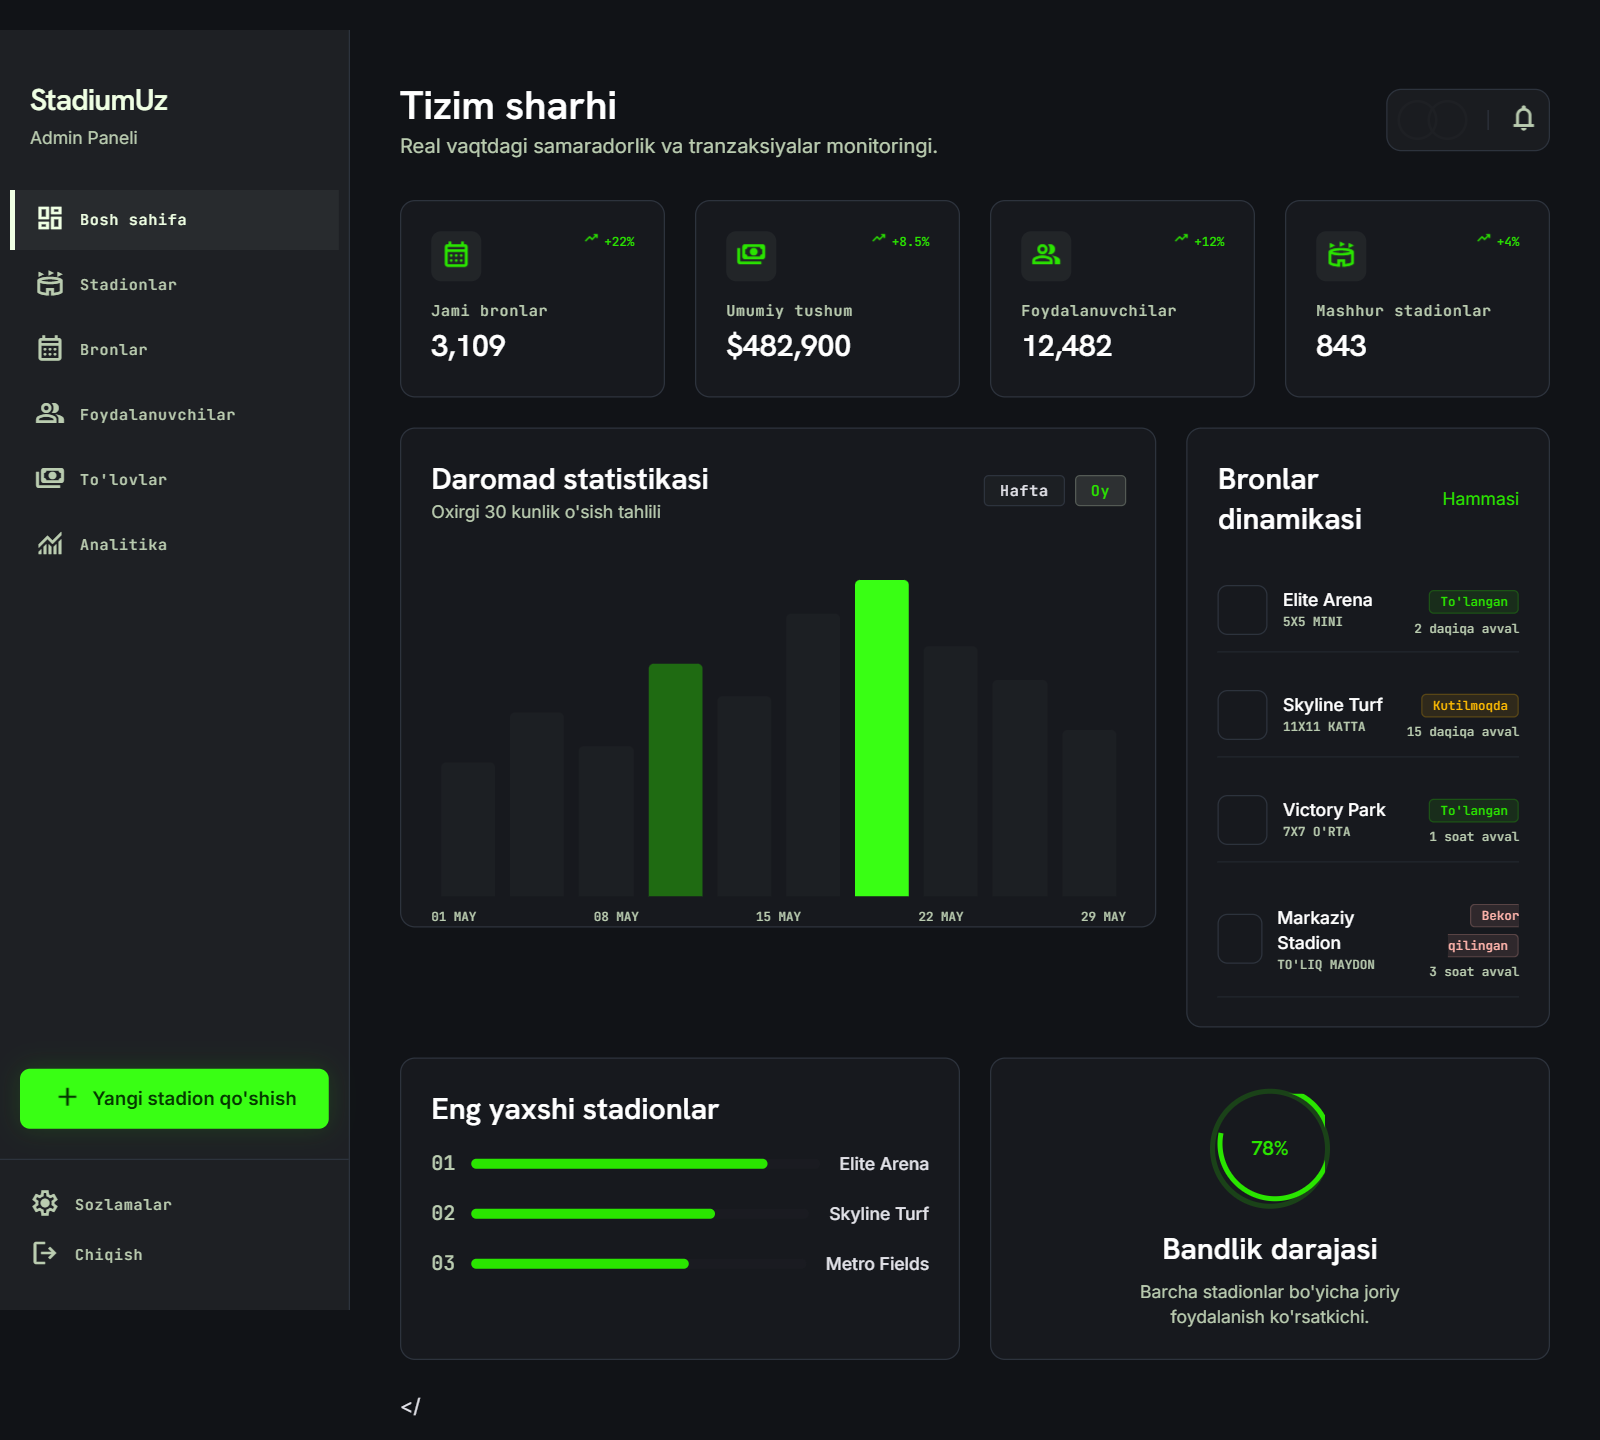 StadiumUz
Admin Paneli
Bosh sahifa
Stadionlar
Bronlar
Foydalanuvchilar
To'lovlar
Analitika
Yangi stadion qo'shish
Sozlamalar
Chiqish
Tizim sharhi
Real vaqtdagi samaradorlik va tranzaksiyalar monitoringi.
+22%
Jami bronlar
3,109
+8.5%
Umumiy tushum
$482,900
+12%
Foydalanuvchilar
12,482
+4%
Mashhur stadionlar
843
Daromad statistikasi
Oxirgi 30 kunlik o'sish tahlili
Hafta
Oy
01 MAY
08 MAY
15 MAY
22 MAY
29 MAY
Bronlar
dinamikasi
Hammasi
Elite Arena
5X5 MINI
To'langan
2 daqiqa avval
Skyline Turf
11X11 KATTA
Kutilmoqda
15 daqiqa avval
Victory Park
7X7 O'RTA
To'langan
1 soat avval
Markaziy
Stadion
TO'LIQ MAYDON
Bekor
qilingan
3 soat avval
Eng yaxshi stadionlar
01 Elite Arena
02 Skyline Turf
03 Metro Fields
78%
Bandlik darajasi
Barcha stadionlar bo'yicha joriy
foydalanish ko'rsatkichi.
</